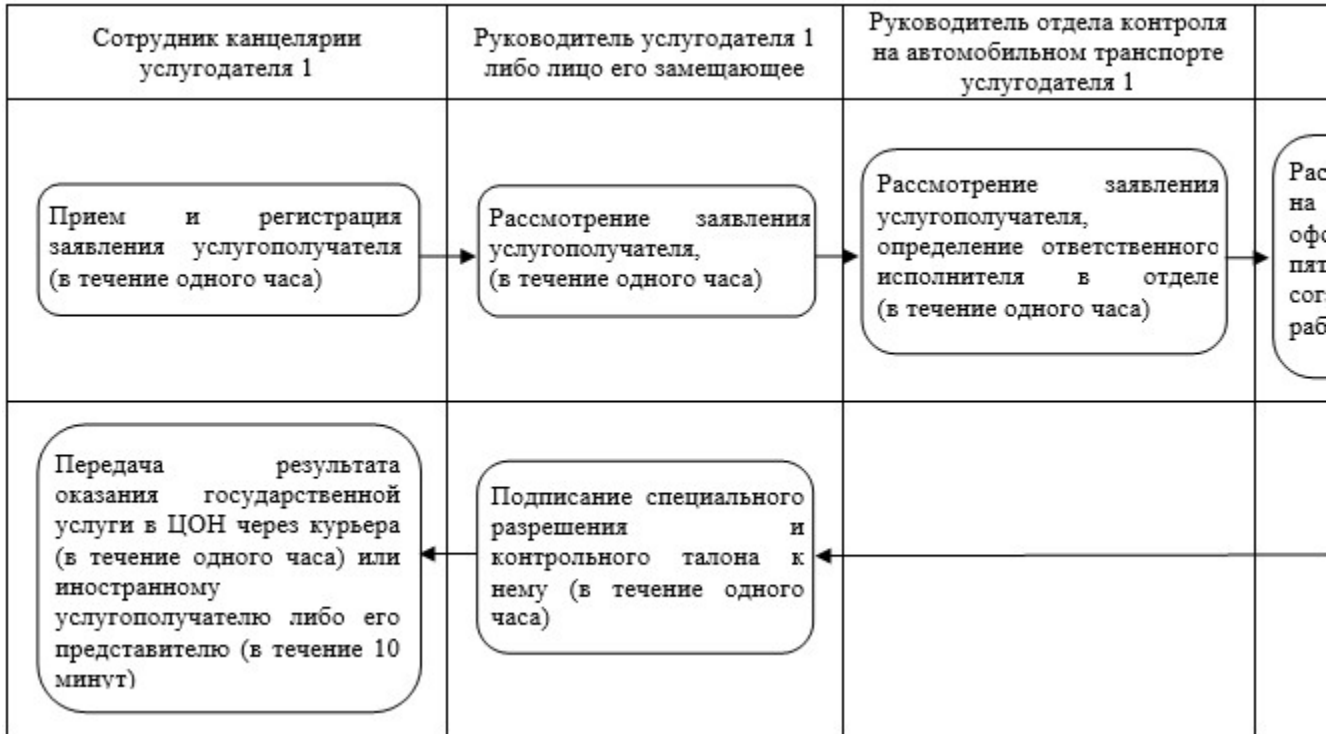 Сотрудник канцелярии
услугодателя 1
Руководитель услугодателя 1
либо лицо его замещающее
Руководитель отдела контроля
на автомобильном транспорте
услугодателя 1
Прием и регистрация
заявления услугополучателя
(в течение одного часа)
Рассмотрение заявления
услугополучателя,
(в течение одного часа)
Рассмотрение заявления
услугополучателя,
определение ответственного
исполнителя в отделе
(в течение одного часа)
на
Передача результата
оказания государственной
услуги в ЦОН через курьера
(в течение одного часа) или
иностранному
услугополучателю либо его
представителю (в течение 10
минут)
Подписание специального
разрешения и
контрольного талона к
нему (в течение одного
часа)